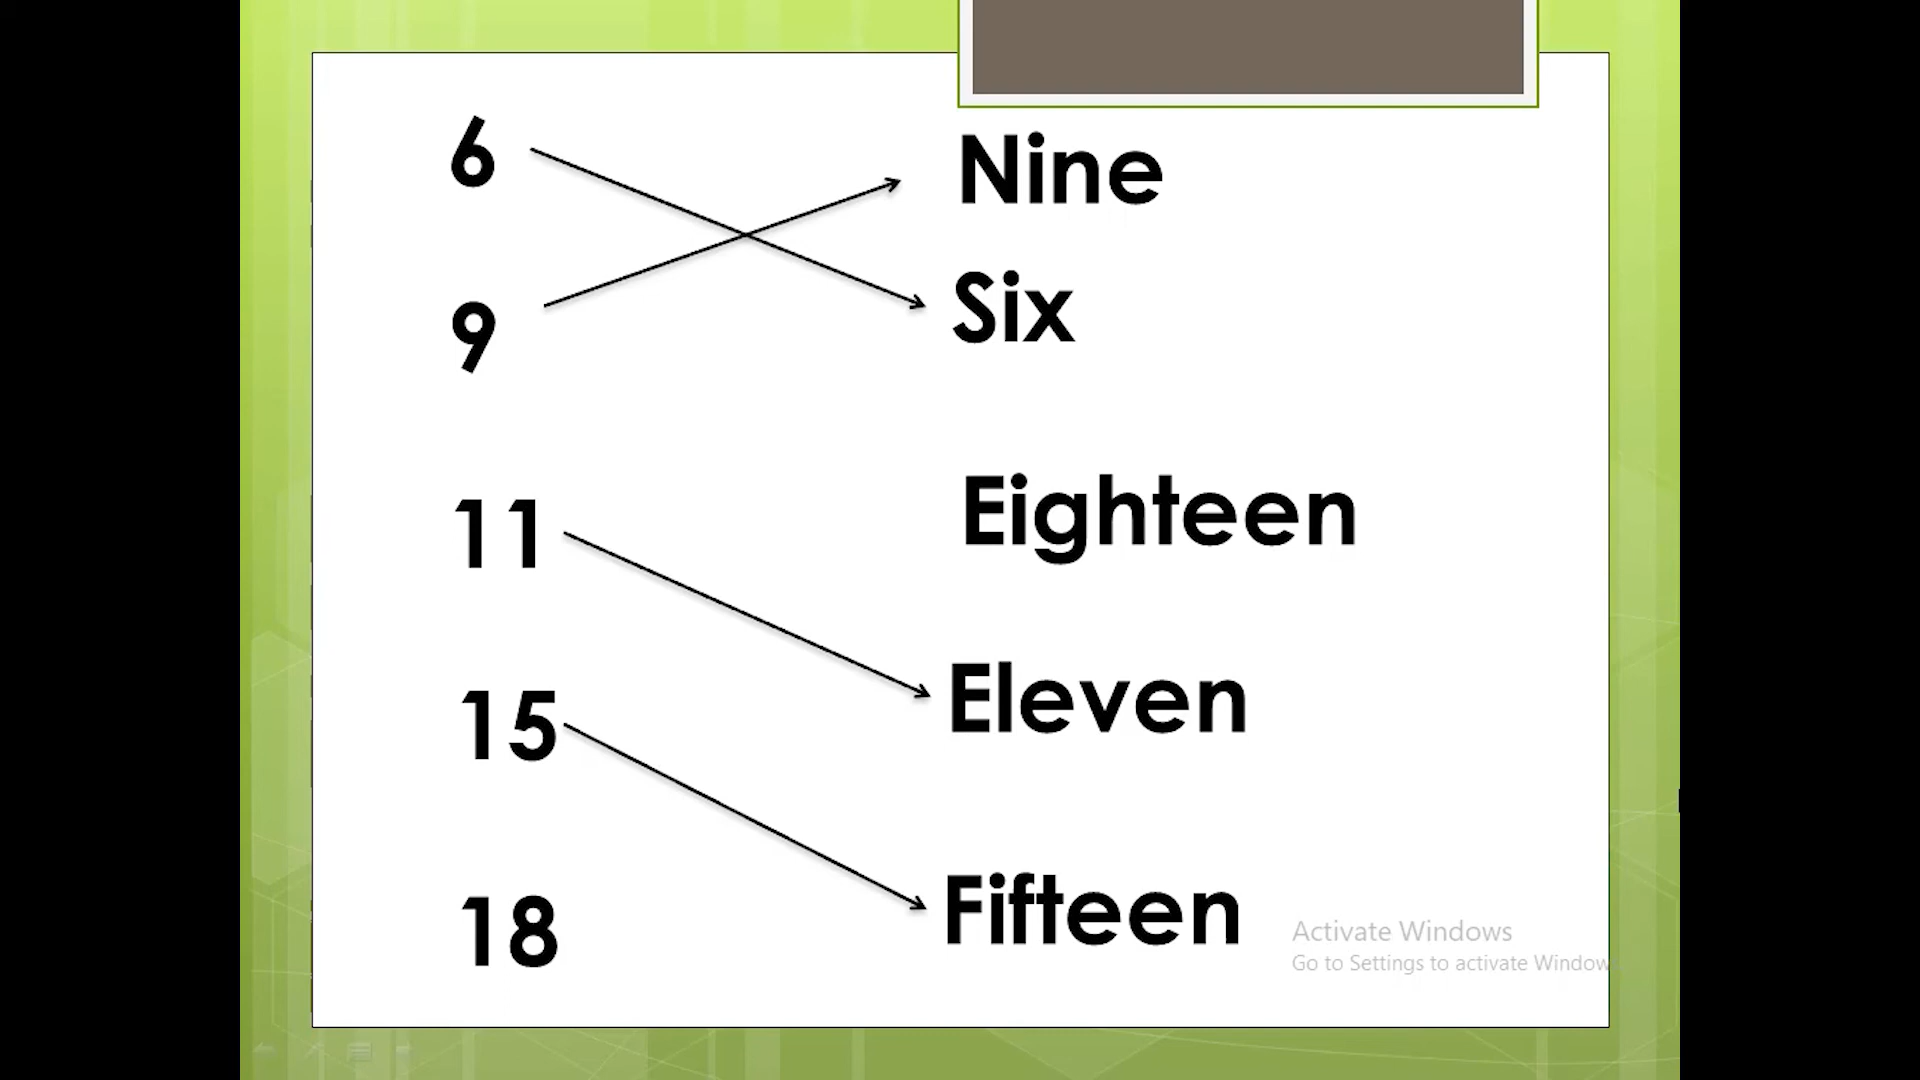 6 Nine
9 Six
11 Eighteen
15 Eleven
18 Fifteen
Activate Windows
Go to Settings to activate Windows